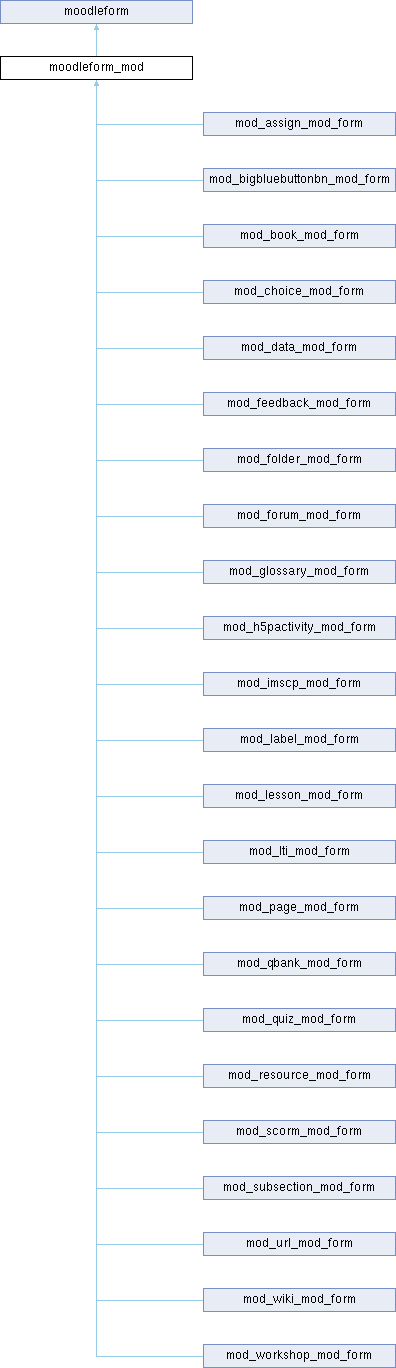 moodleform
moodleform_mod
mod_assign_mod_form
mod_bigbluebuttonbn_mod_form
mod_book_mod_form
mod_choice_mod_form
mod_data_mod_form
mod_feedback_mod_form
mod_folder_mod_form
mod_forum_mod_form
mod_glossary_mod_form
mod_h5pactivity_mod_form
mod_imscp_mod_form
mod_label_mod_form
mod_lesson_mod_form
mod_lti_mod_form
mod_page_mod_form
mod_qbank_mod_form
mod_quiz_mod_form
mod_resource_mod_form
mod_scorm_mod_form
mod_subsection_mod_form
mod_url_mod_form
mod_wiki_mod_form
mod_workshop_mod_form